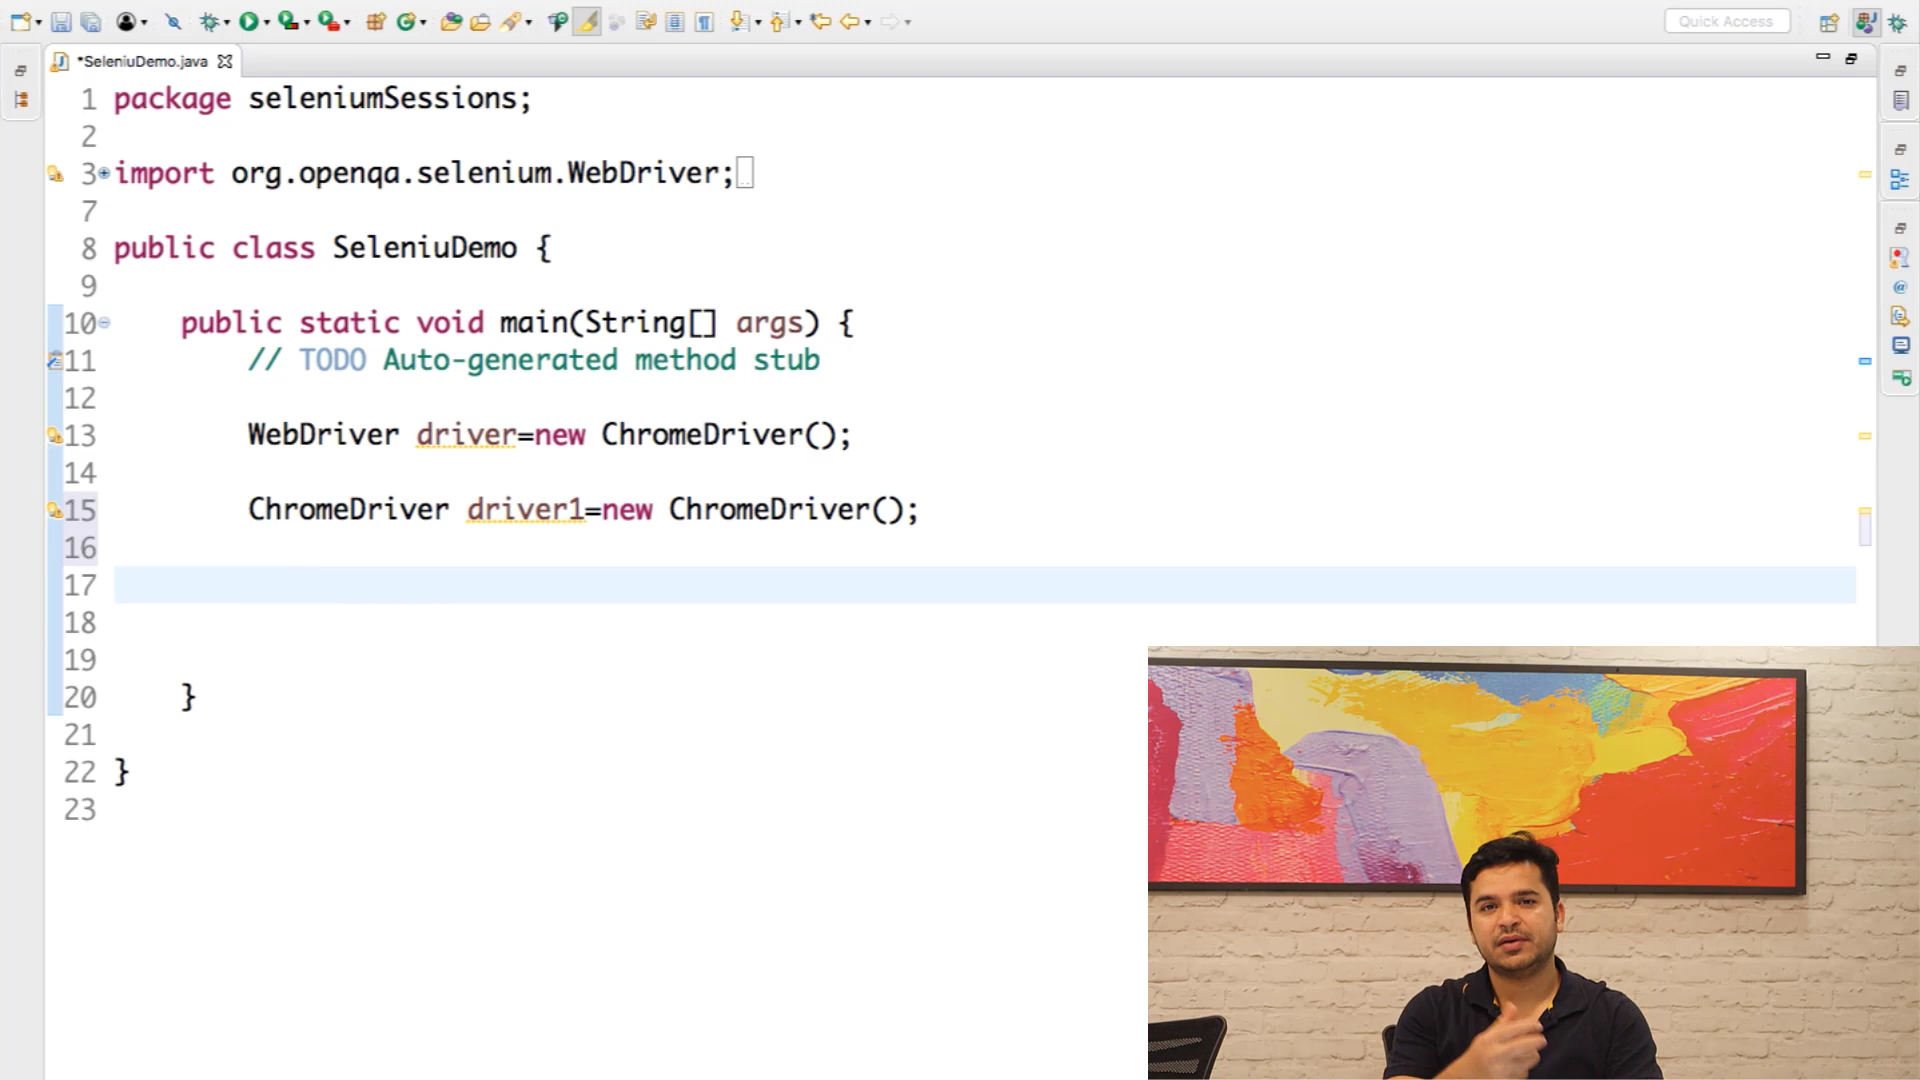 Quick Access
*SeleniuDemo.java
1 package seleniumSessions;
2
3 import org.openqa.selenium.WebDriver;
7
8 public class SeleniuDemo {
9
10 public static void main(String[] args) {
11 // TODO Auto-generated method stub
12
13 WebDriver driver=new ChromeDriver();
14
15 ChromeDriver driver1=new ChromeDriver();
16
17
18
19
20 }
21
22 }
23